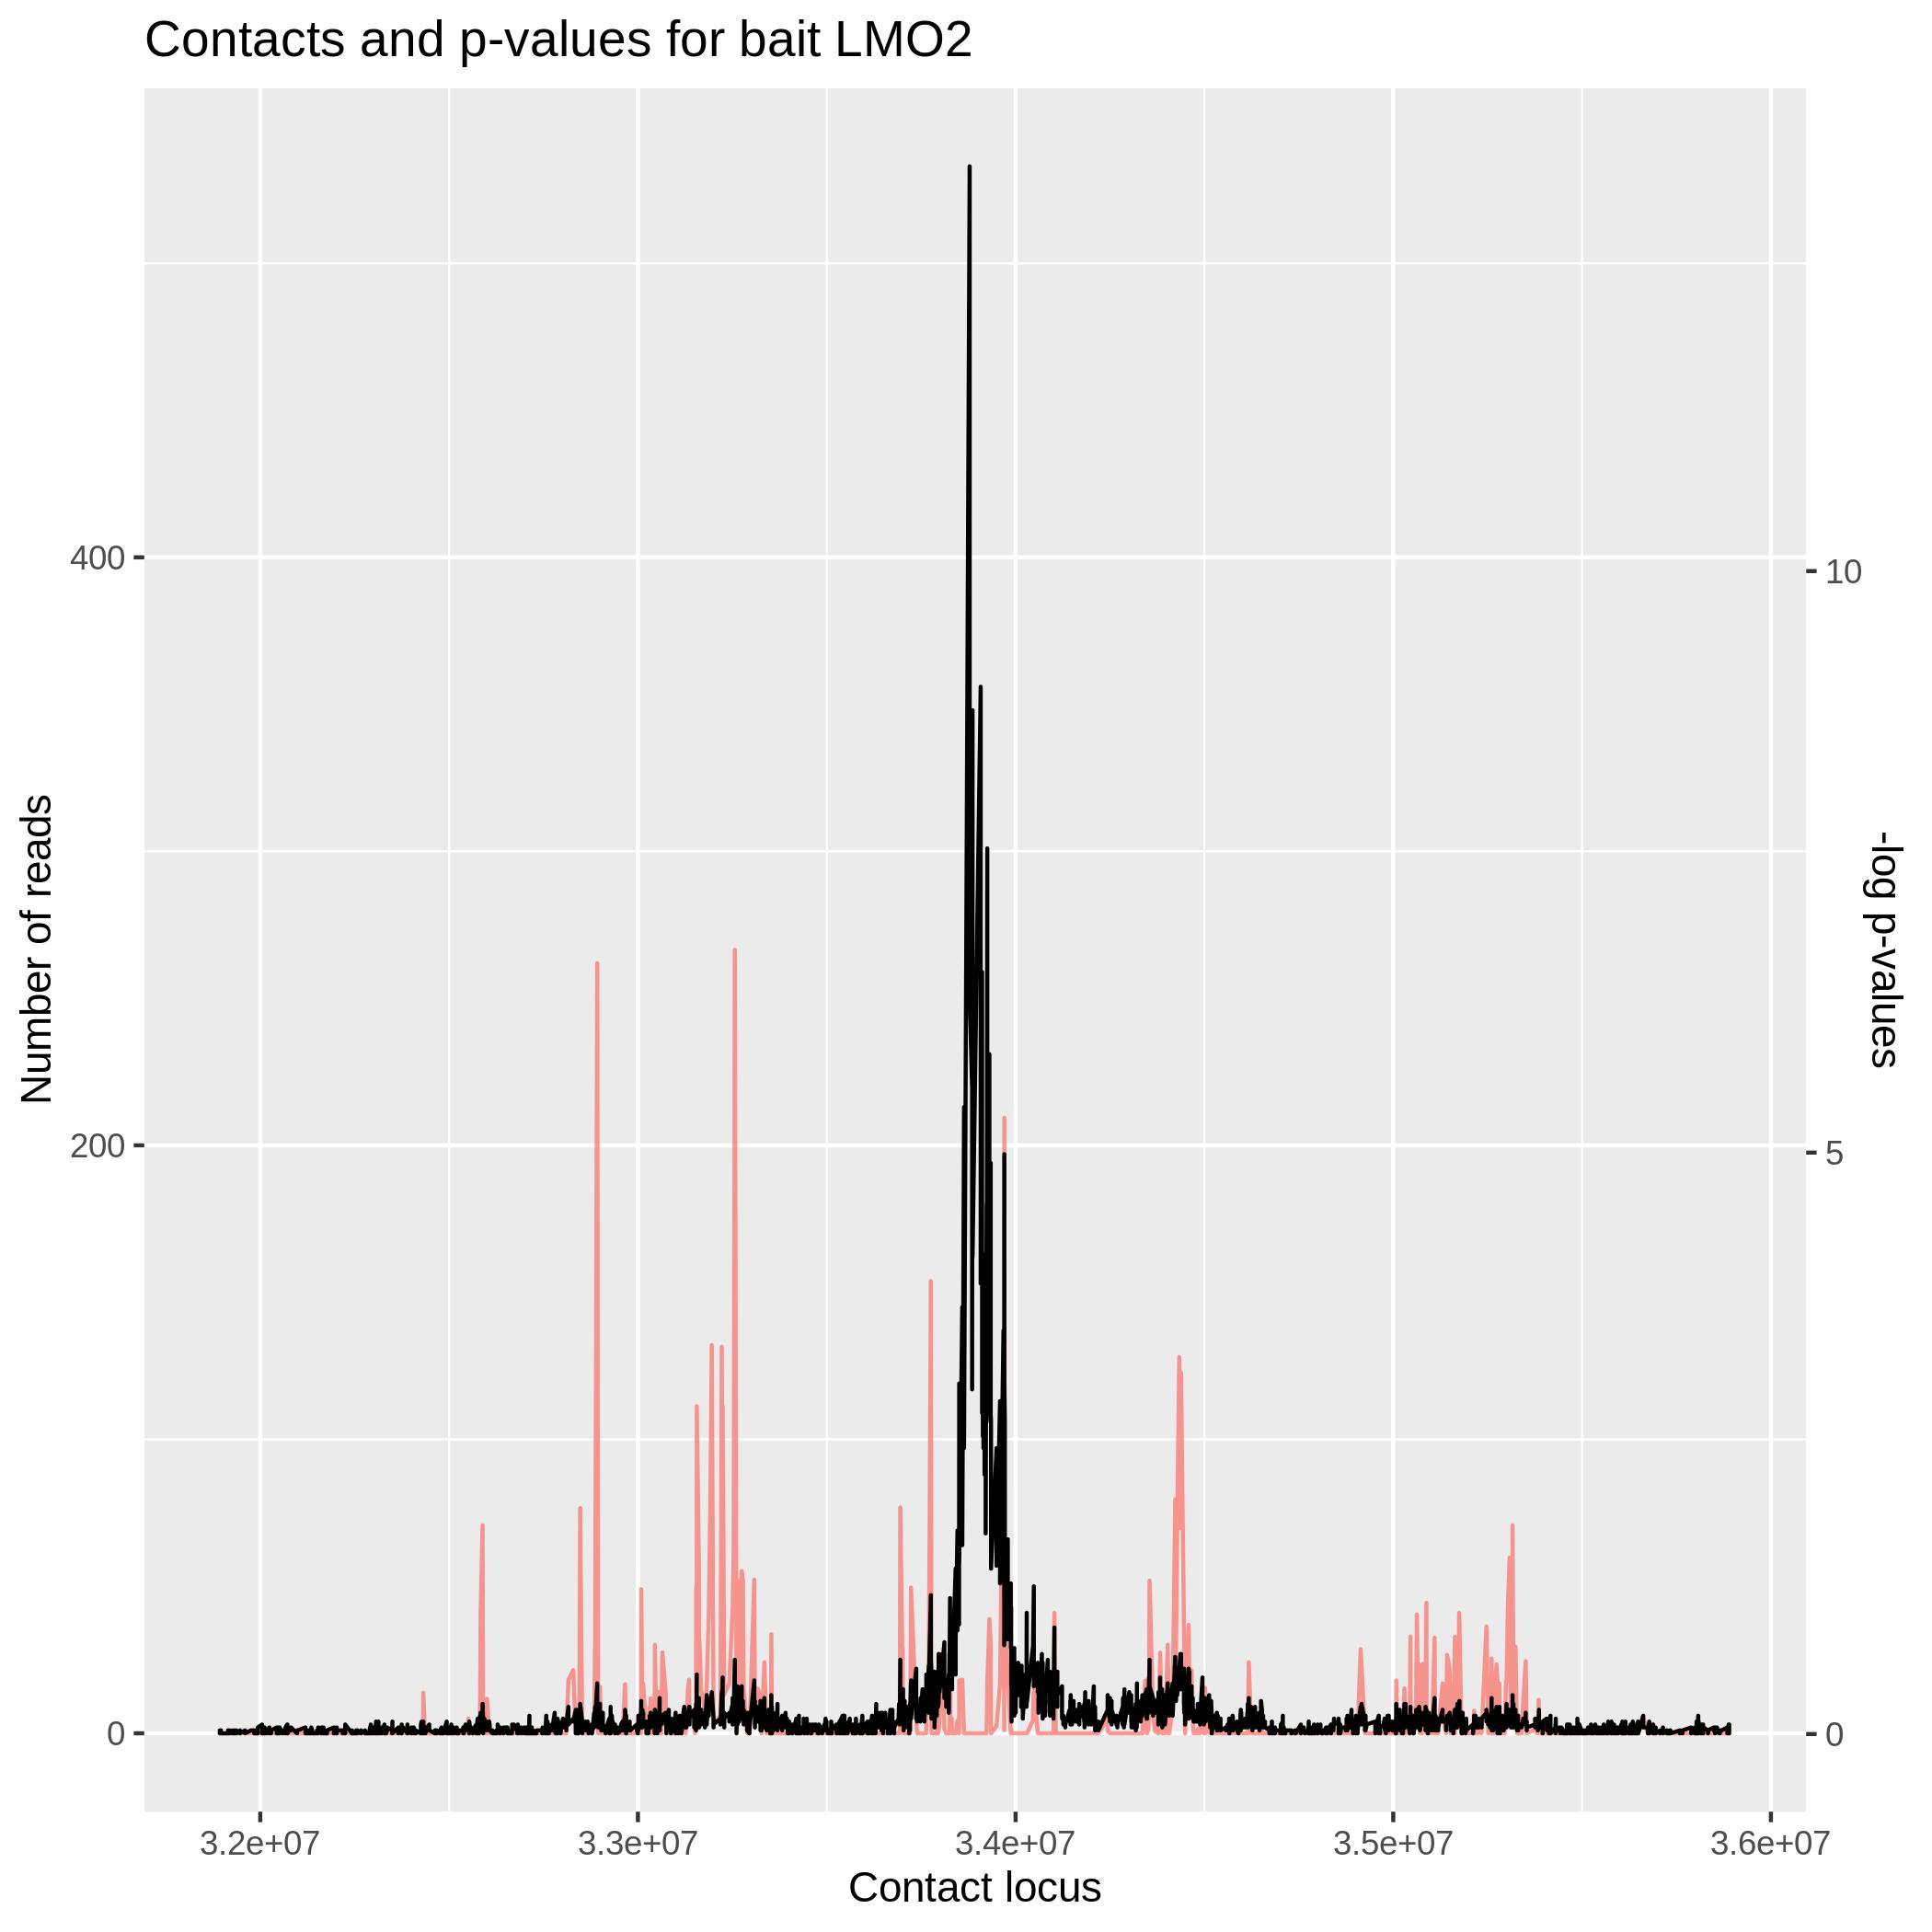 Contacts and p-values for bait LMO2
Number of reads
400
200
0
10
5
0
-log p-values
3.2e+07
3.3e+07
3.4e+07
3.5e+07
3.6e+07
Contact locus